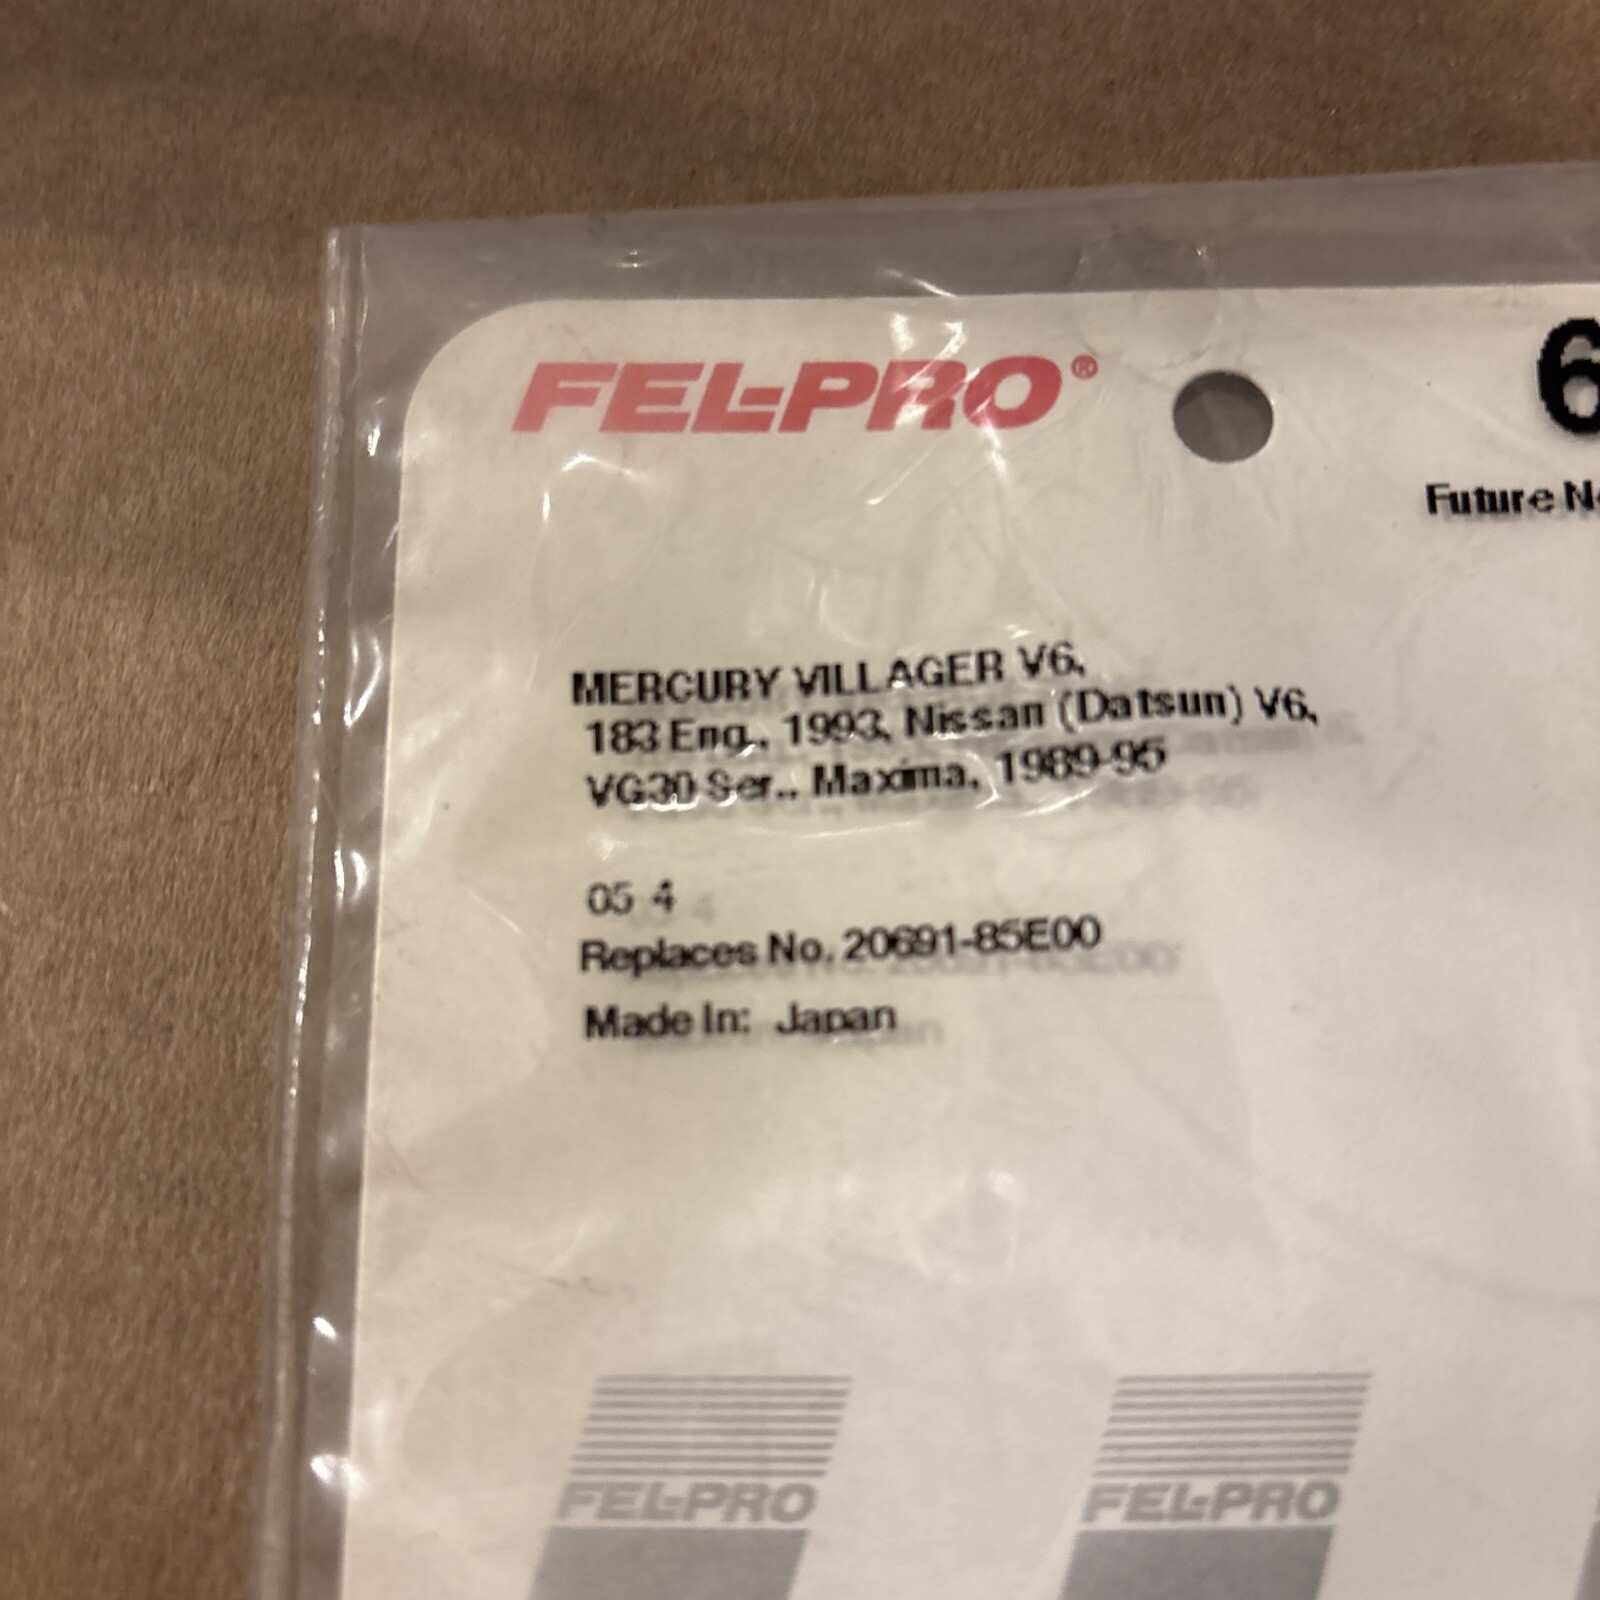 FEL-PRO®
6
Future N
MERCURY VILLAGER V6,
183 Eng., 1993, Nissan (Datsun) V6,
VG30 Ser., Maxima, 1989-95
05 4
Replaces No. 20691-85E00
Made In: Japan
FEL-PRO FEL-PRO